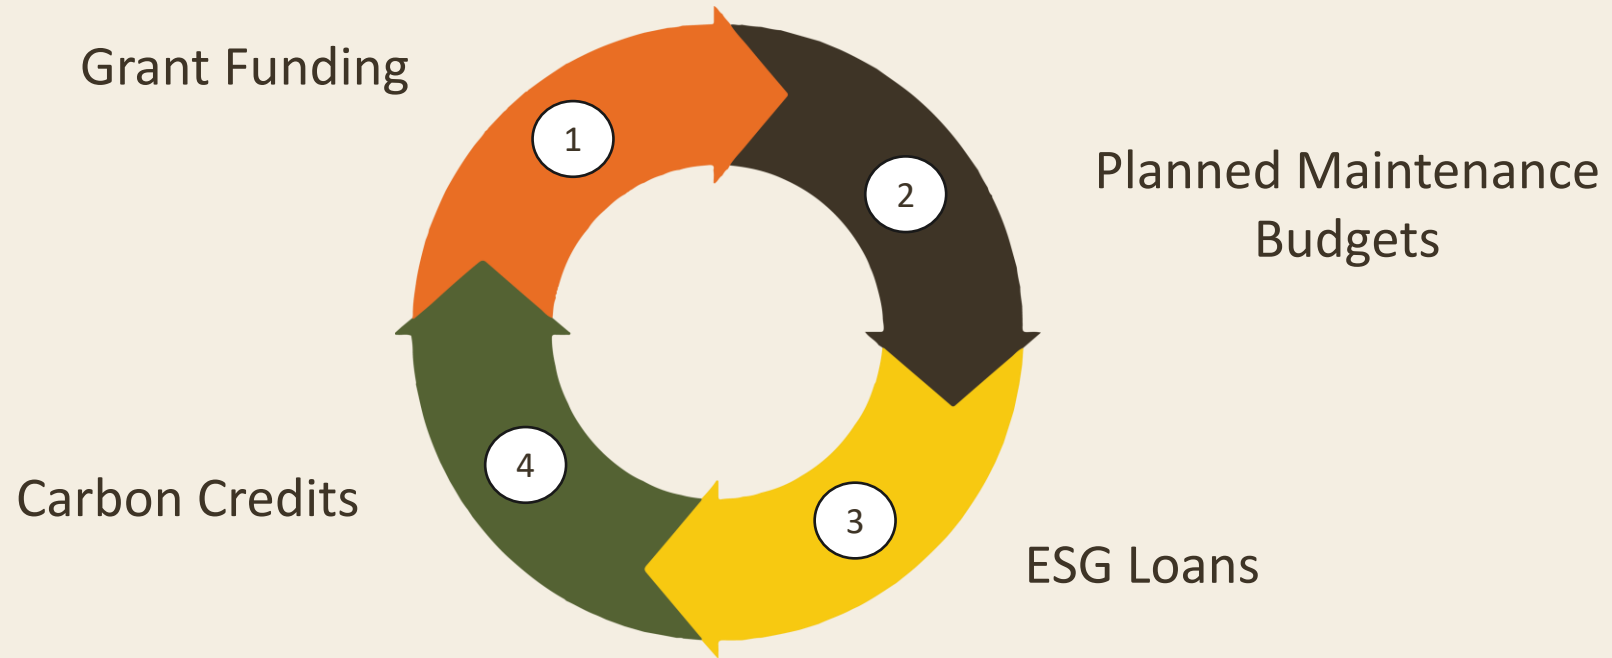 Grant Funding
1
2
Planned Maintenance
Budgets
3
ESG Loans
4
Carbon Credits